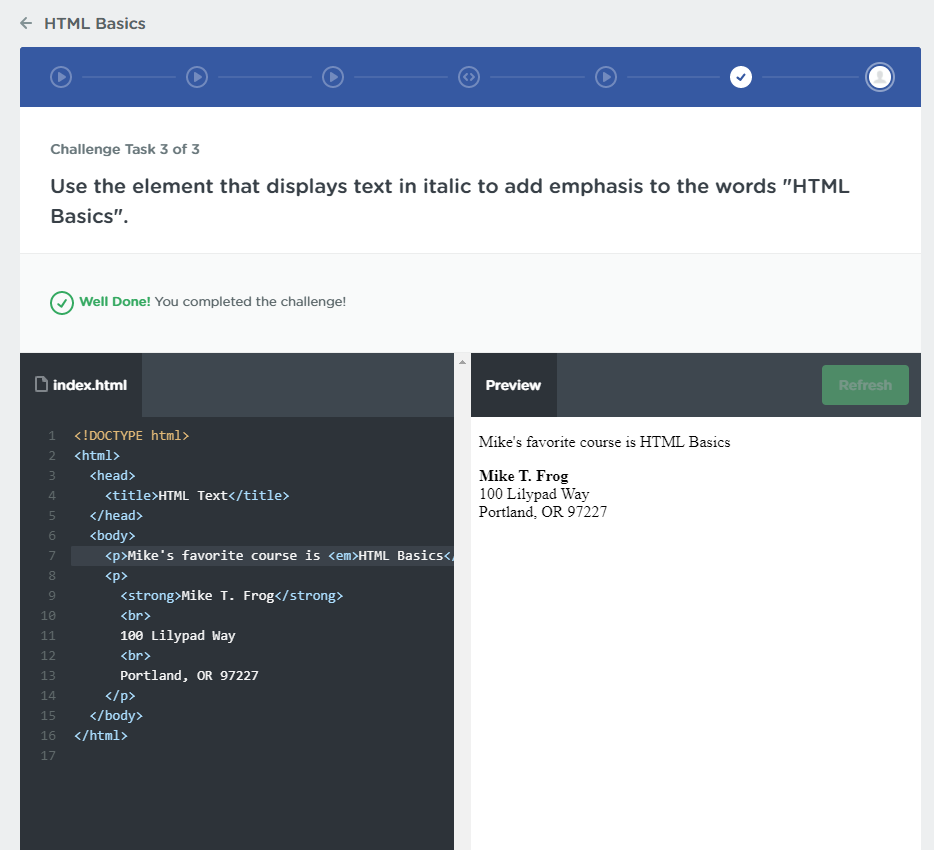 HTML Basics
Challenge Task 3 of 3
Use the element that displays text in italic to add emphasis to the words "HTML
Basics".
Well Done! You completed the challenge!
index.html
Preview
Refresh
1 <!DOCTYPE html>
2 <html>
3 <head>
4 <title>HTML Text</title>
5 </head>
6 <body>
7 <p>Mike's favorite course is <em>HTML Basics</
8 <p>
9 <strong>Mike T. Frog</strong>
10 <br>
11 100 Lilypad Way
12 <br>
13 Portland, OR 97227
14 </p>
15 </body>
16 </html>
17
Mike's favorite course is HTML Basics
Mike T. Frog
100 Lilypad Way
Portland, OR 97227